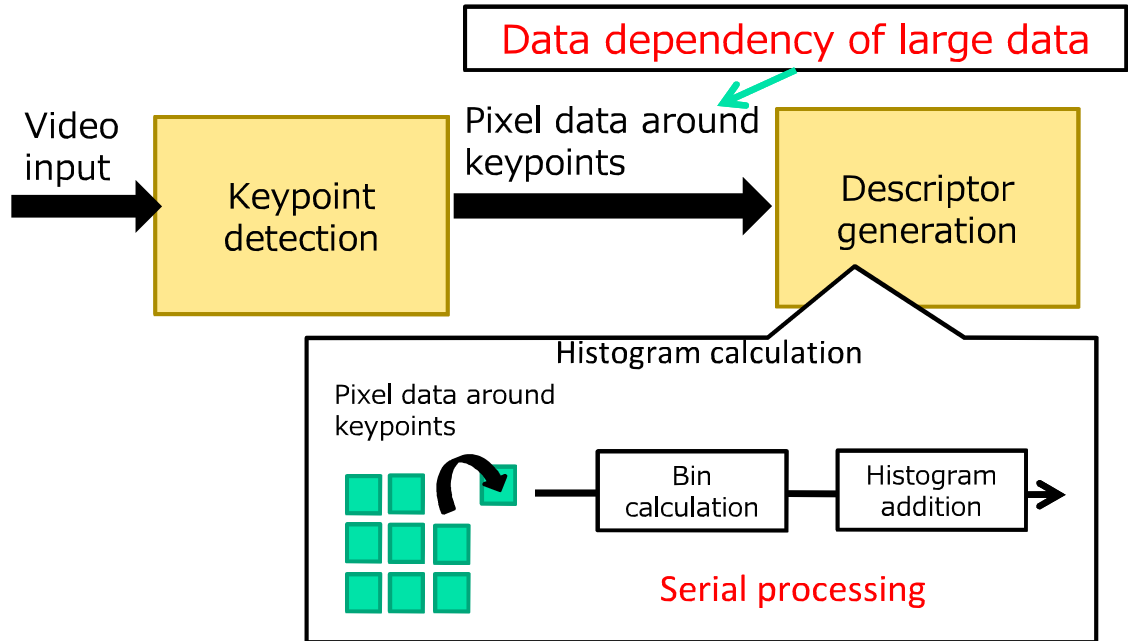 Data dependency of large data
Video
input
Pixel data around
keypoints
Keypoint
detection
Descriptor
generation
Histogram calculation
Pixel data around
keypoints
Bin
calculation
Histogram
addition
Serial processing